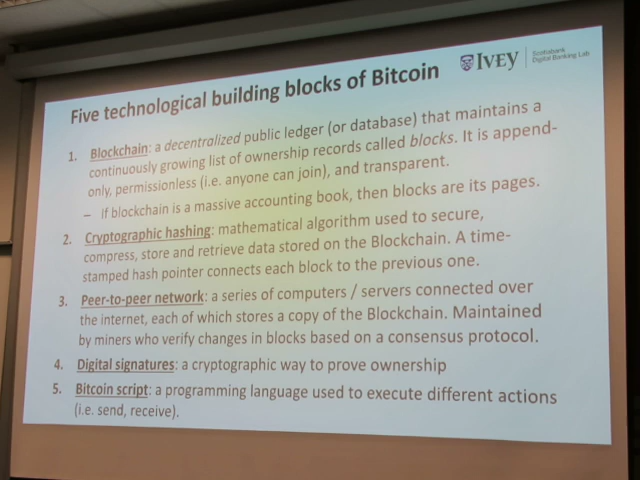 Five technological building blocks of Bitcoin
IVEY
Scotiabank
Digital Banking Lab
1. Blockchain: a decentralized public ledger (or database) that maintains a
continuously growing list of ownership records called blocks. It is append-
only, permissionless (i.e. anyone can join), and transparent.
– If blockchain is a massive accounting book, then blocks are its pages.
2. Cryptographic hashing: mathematical algorithm used to secure,
compress, store and retrieve data stored on the Blockchain. A time-
stamped hash pointer connects each block to the previous one.
3. Peer-to-peer network: a series of computers / servers connected over
the internet, each of which stores a copy of the Blockchain. Maintained
by miners who verify changes in blocks based on a consensus protocol.
4. Digital signatures: a cryptographic way to prove ownership
5. Bitcoin script: a programming language used to execute different actions
(i.e. send, receive).